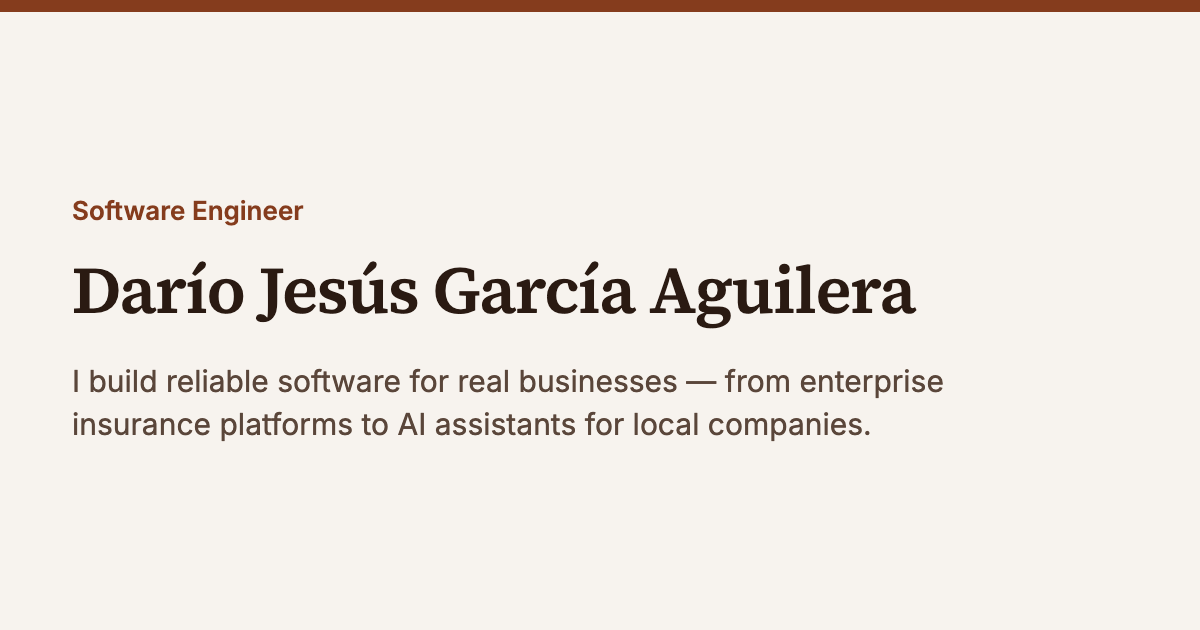 Software Engineer
Darío Jesús García Aguilera
I build reliable software for real businesses — from enterprise
insurance platforms to AI assistants for local companies.